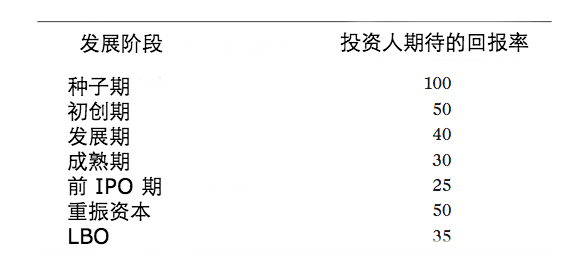 发展阶段 投资人期待的回报率
种子期 100
初创期 50
发展期 40
成熟期 30
前 IPO 期 25
重振资本 50
LBO 35